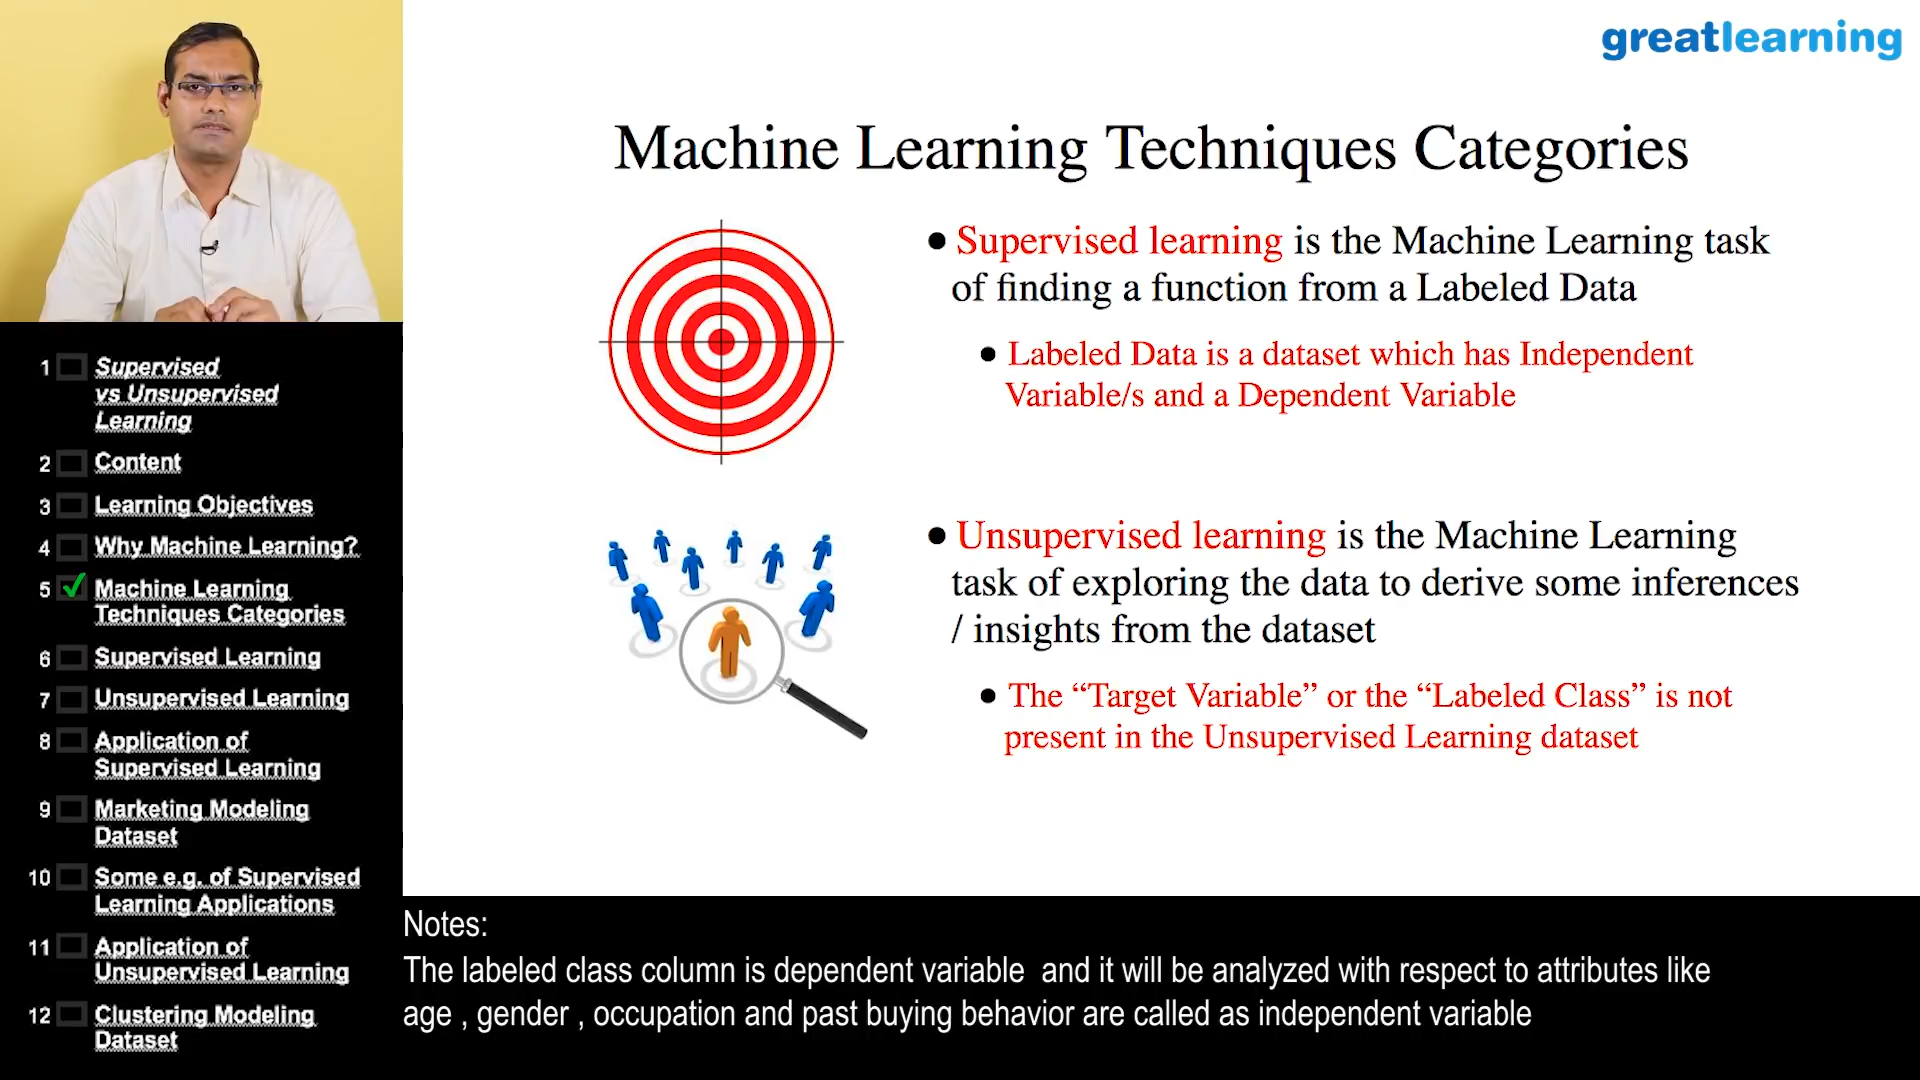 greatlearning
Machine Learning Techniques Categories
● Supervised learning is the Machine Learning task
of finding a function from a Labeled Data
● Labeled Data is a dataset which has Independent
Variable/s and a Dependent Variable
● Unsupervised learning is the Machine Learning
task of exploring the data to derive some inferences
/ insights from the dataset
● The “Target Variable” or the “Labeled Class” is not
present in the Unsupervised Learning dataset
1 Supervised
vs Unsupervised
Learning
2 Content
3 Learning Objectives
4 Why Machine Learning?
5 Machine Learning
Techniques Categories
6 Supervised Learning
7 Unsupervised Learning
8 Application of
Supervised Learning
9 Marketing Modeling
Dataset
10 Some e.g. of Supervised
Learning Applications
11 Application of
Unsupervised Learning
12 Clustering Modeling
Dataset
Notes:
The labeled class column is dependent variable  and it will be analyzed with respect to attributes like
age , gender , occupation and past buying behavior are called as independent variable